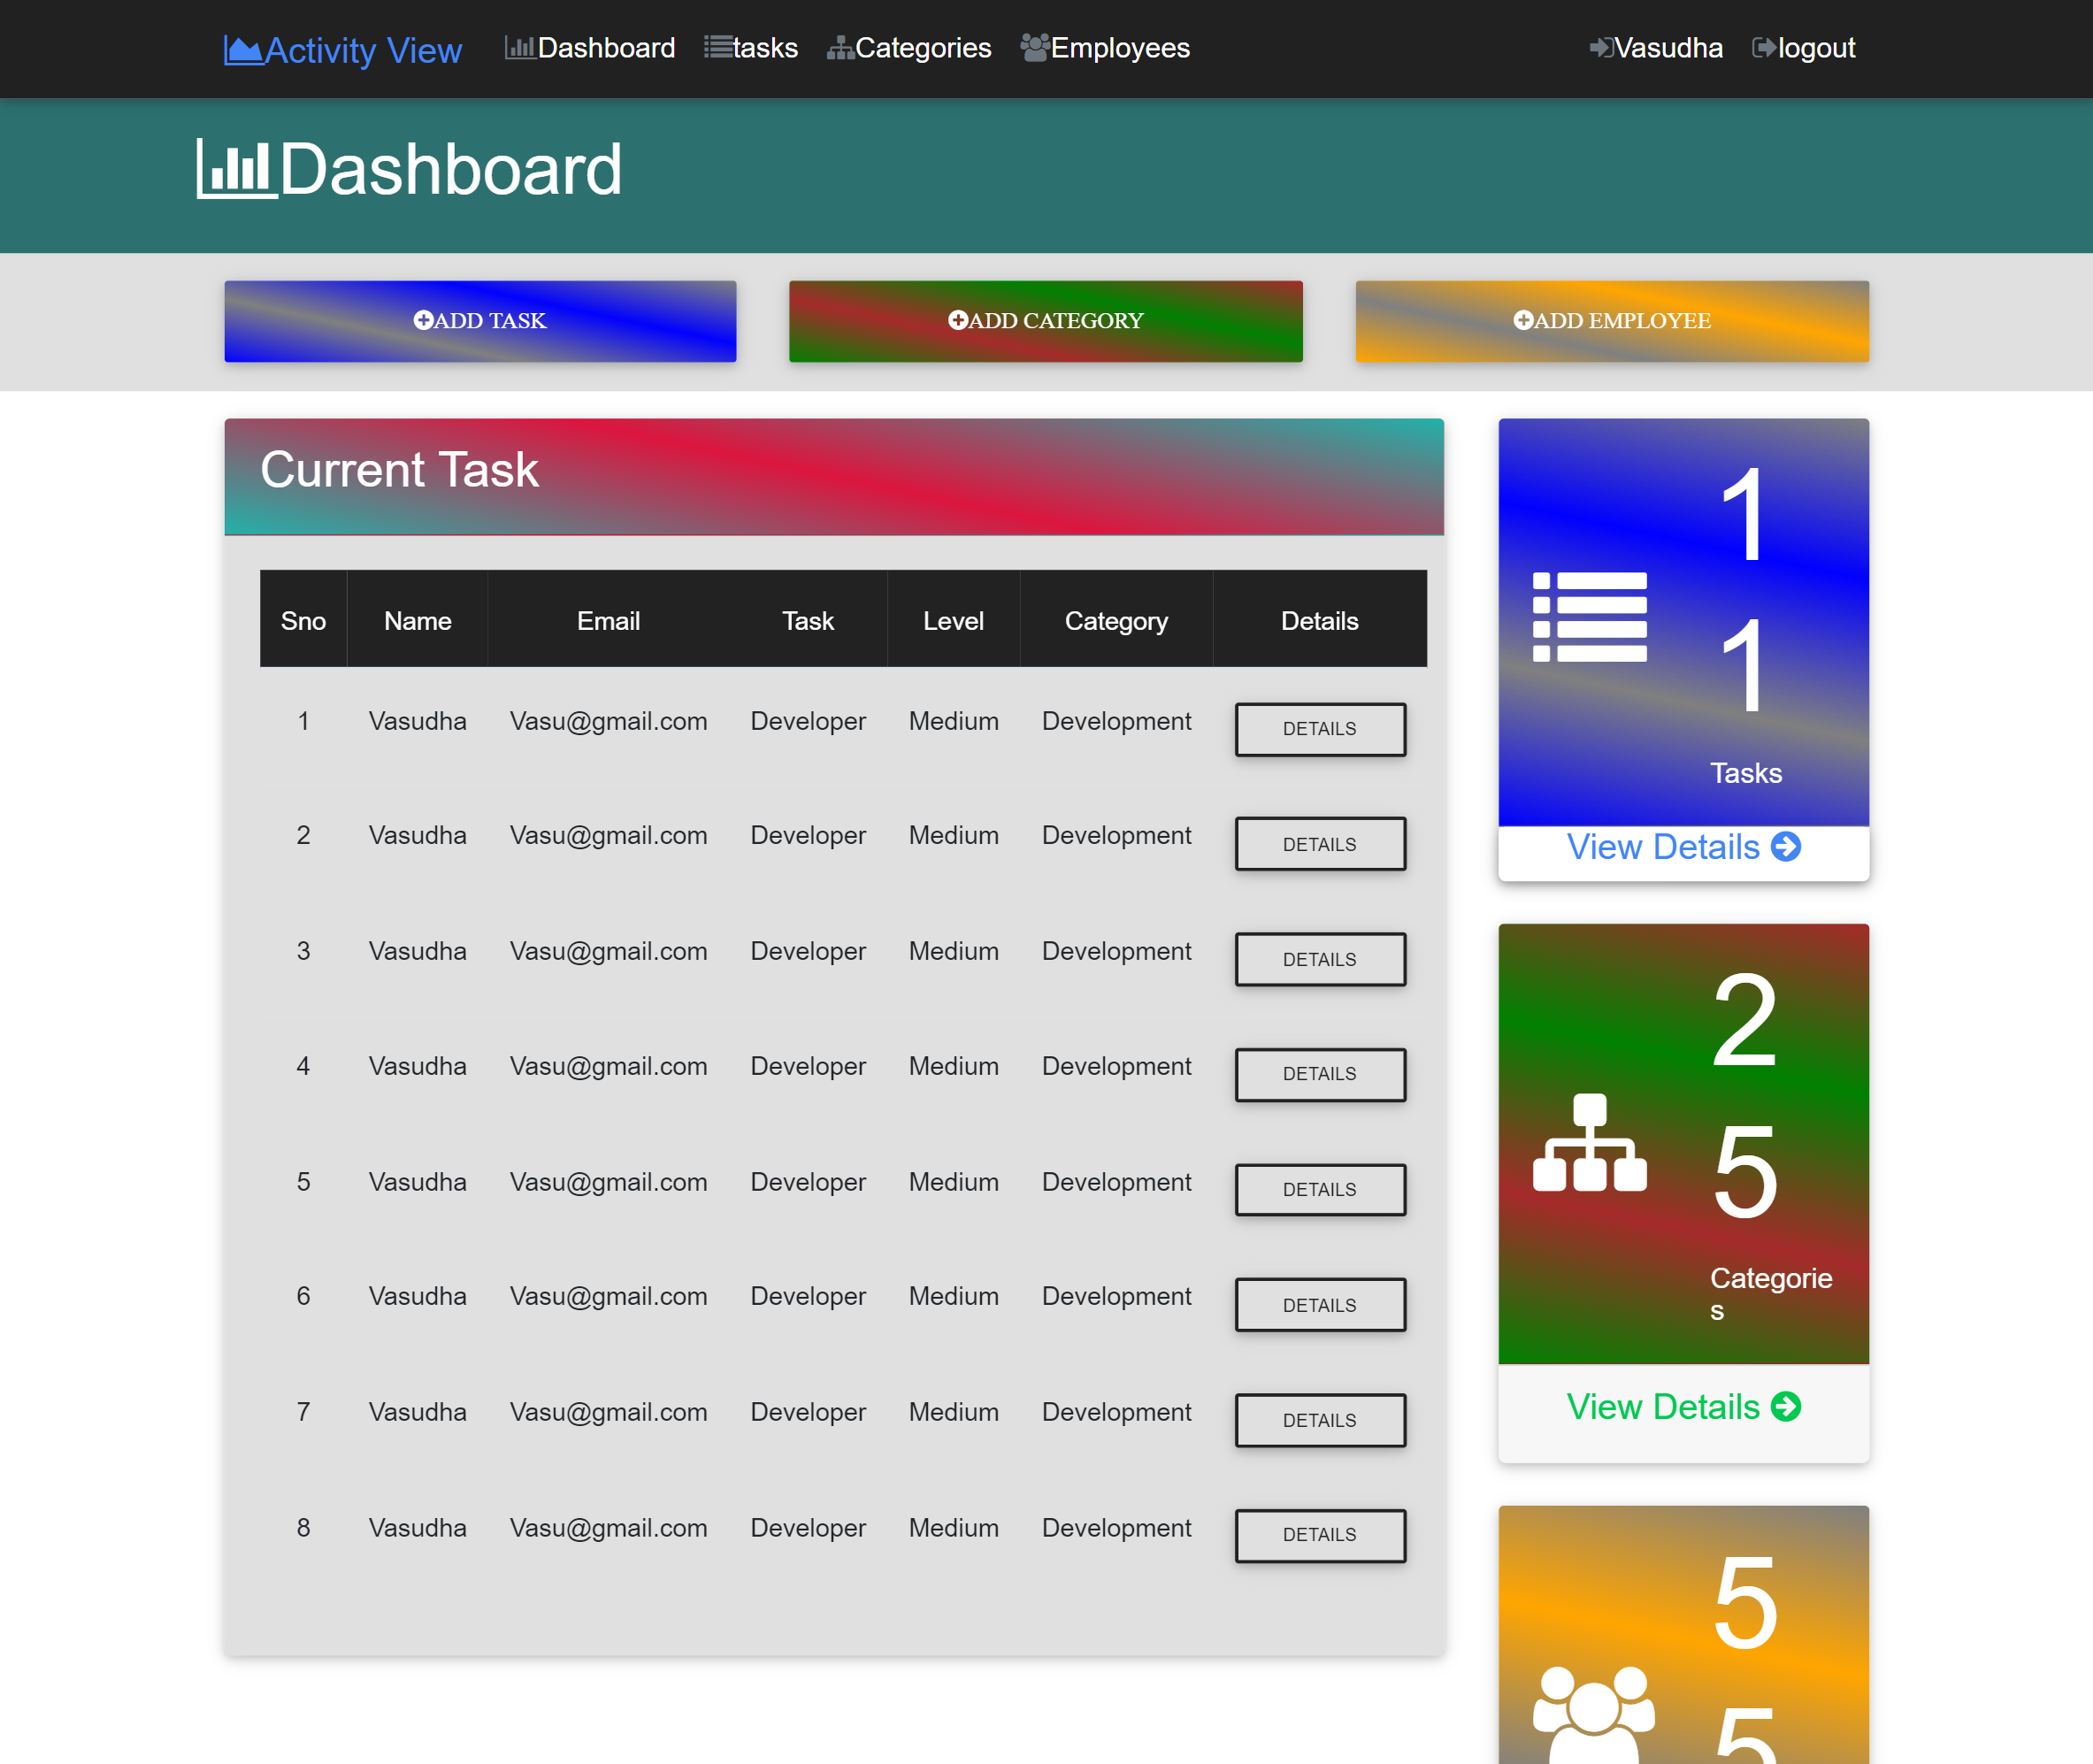 Activity View Dashboard tasks Categories Employees Vasudha logout
Dashboard
ADD TASK ADD CATEGORY ADD EMPLOYEE
Current Task
Sno Name Email Task Level Category Details
1 Vasudha Vasu@gmail.com Developer Medium Development DETAILS
2 Vasudha Vasu@gmail.com Developer Medium Development DETAILS
3 Vasudha Vasu@gmail.com Developer Medium Development DETAILS
4 Vasudha Vasu@gmail.com Developer Medium Development DETAILS
5 Vasudha Vasu@gmail.com Developer Medium Development DETAILS
6 Vasudha Vasu@gmail.com Developer Medium Development DETAILS
7 Vasudha Vasu@gmail.com Developer Medium Development DETAILS
8 Vasudha Vasu@gmail.com Developer Medium Development DETAILS
1
1
Tasks
View Details
2
5
Categorie
s
View Details
5
5